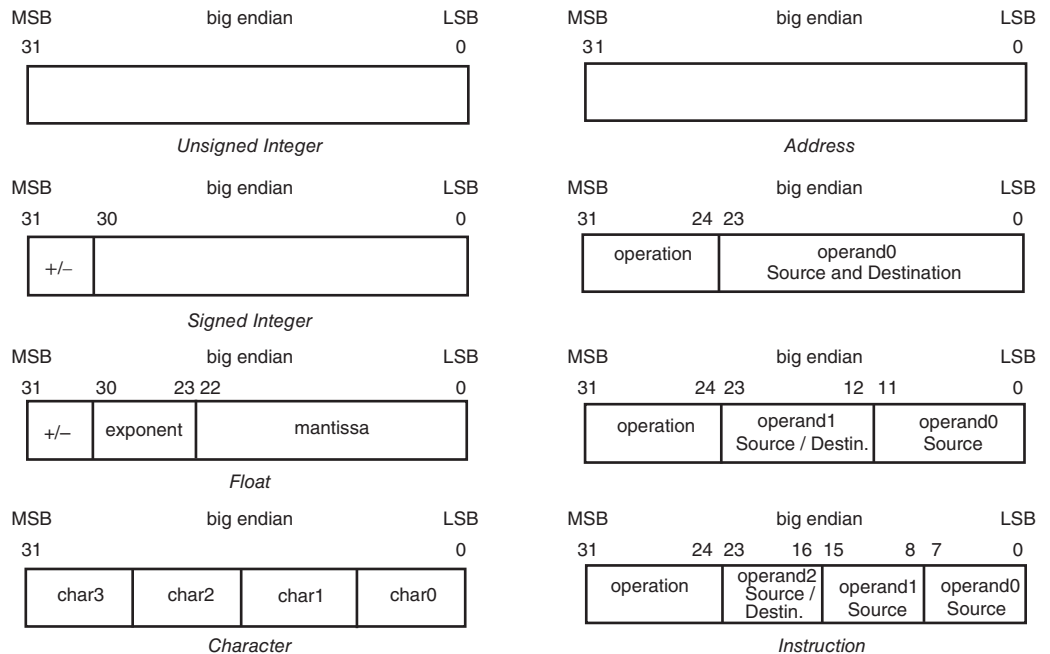 MSB big endian LSB
31 0
Unsigned Integer
MSB big endian LSB
31 30 0
+/–
Signed Integer
MSB big endian LSB
31 30 23 22 0
+/– exponent mantissa
Float
MSB big endian LSB
31 0
char3 char2 char1 char0
Character
MSB big endian LSB
31 0
Address
MSB big endian LSB
31 24 23 0
operation operand0
Source and Destination
MSB big endian LSB
31 24 23 12 11 0
operation operand1 operand0
Source / Destin. Source
MSB big endian LSB
31 24 23 16 15 8 7 0
operation operand2 operand1 operand0
Source / Source Source
Destin.
Instruction